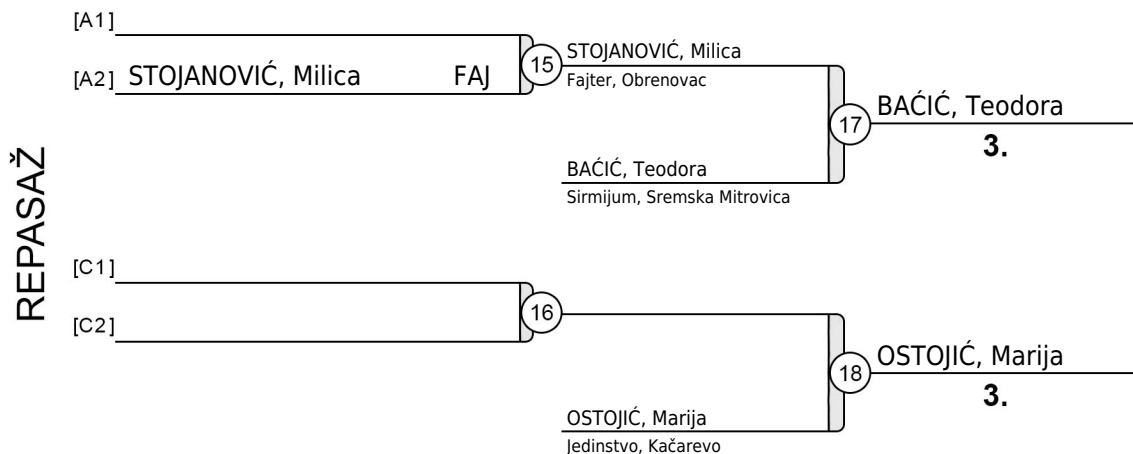 REPASAŽ
[A1]
[A2] STOJANOVIĆ, Milica FAJ
15
STOJANOVIĆ, Milica
Fajter, Obrenovac
BAĆIĆ, Teodora
Sirmijum, Sremska Mitrovica
17
BAĆIĆ, Teodora
3.
[C1]
[C2]
16
OSTOJIĆ, Marija
Jedinstvo, Kačarevo
18
OSTOJIĆ, Marija
3.